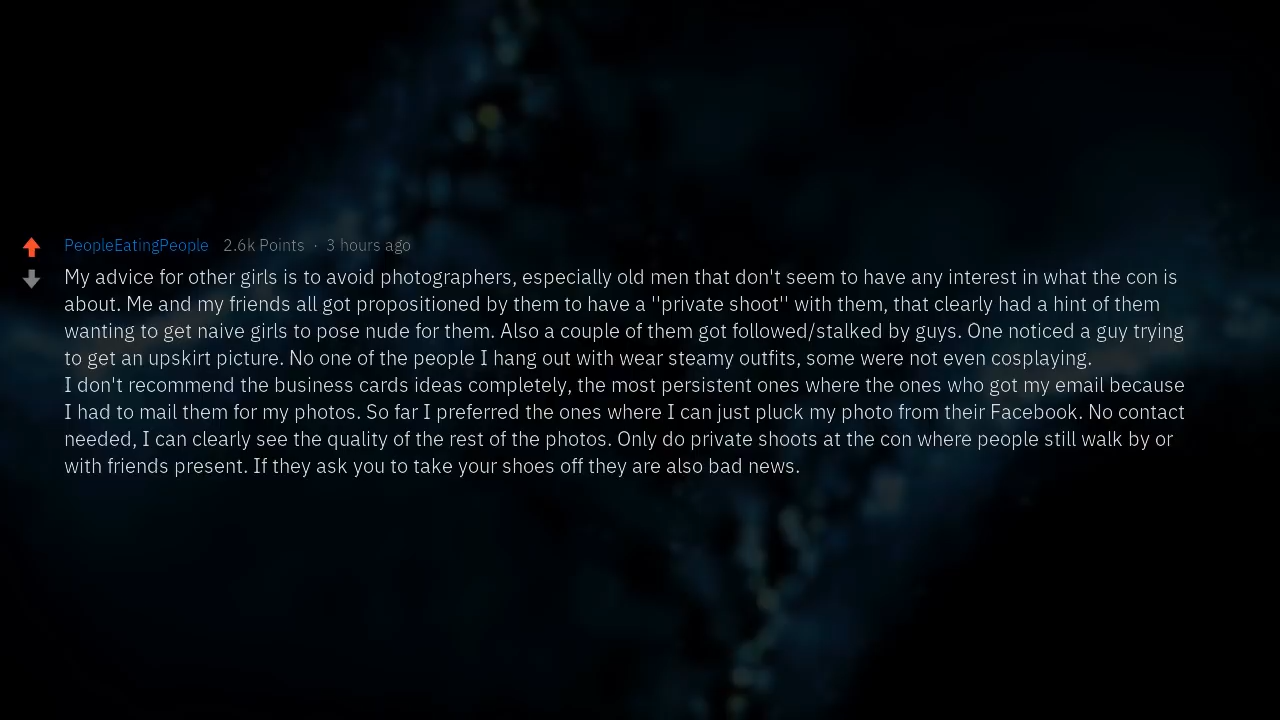 PeopleEatingPeople 2.6k Points · 3 hours ago
My advice for other girls is to avoid photographers, especially old men that don't seem to have any interest in what the con is
about. Me and my friends all got propositioned by them to have a ''private shoot'' with them, that clearly had a hint of them
wanting to get naive girls to pose nude for them. Also a couple of them got followed/stalked by guys. One noticed a guy trying
to get an upskirt picture. No one of the people I hang out with wear steamy outfits, some were not even cosplaying.
I don't recommend the business cards ideas completely, the most persistent ones where the ones who got my email because
I had to mail them for my photos. So far I preferred the ones where I can just pluck my photo from their Facebook. No contact
needed, I can clearly see the quality of the rest of the photos. Only do private shoots at the con where people still walk by or
with friends present. If they ask you to take your shoes off they are also bad news.